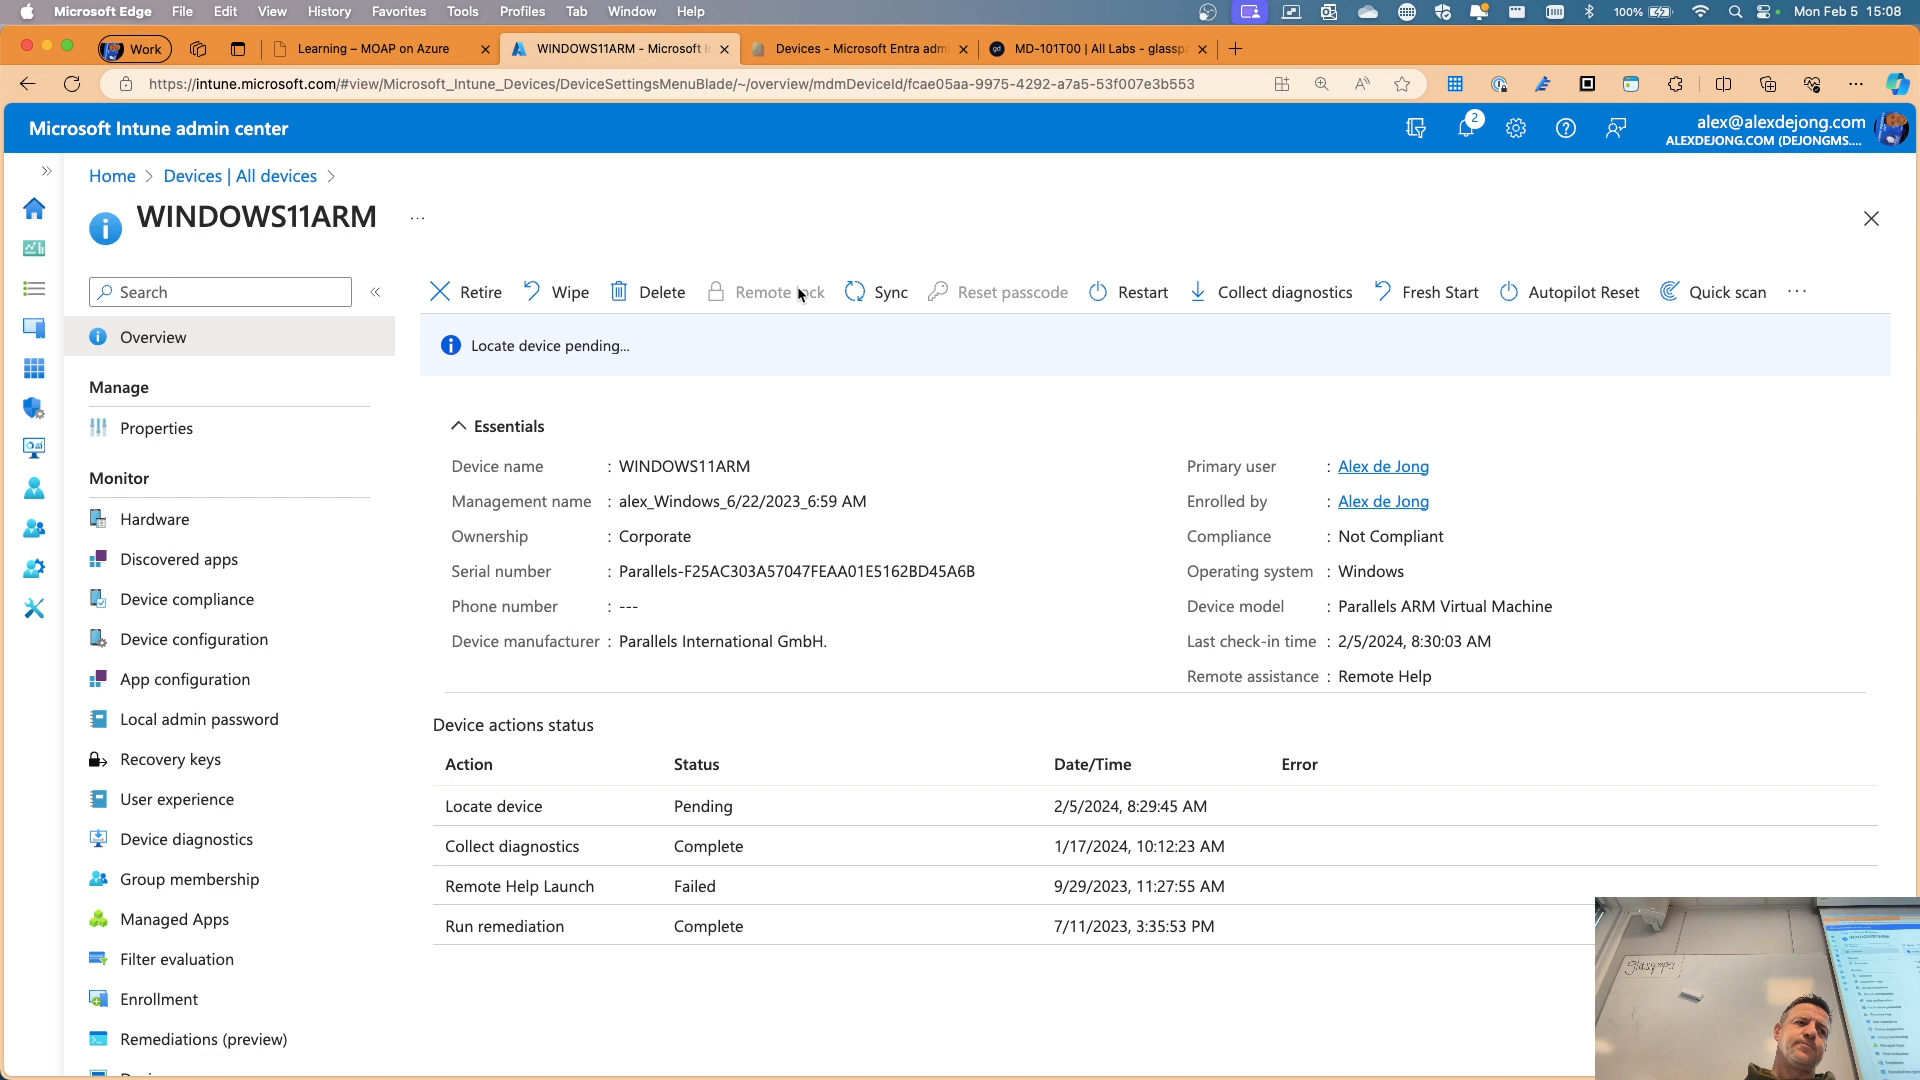 Microsoft Edge File Edit View History Favorites Tools Profiles Tab Window Help 100% Mon Feb 5 15:08
Work Learning – MOAP on Azure WINDOWS11ARM - Microsoft I Devices - Microsoft Entra adm MD-101T00 | All Labs - glasspa
https://intune.microsoft.com/#view/Microsoft_Intune_Devices/DeviceSettingsMenuBlade/~/overview/mdmDeviceId/fcae05aa-9975-4292-a7a5-53f007e3b553
Microsoft Intune admin center 2 alex@alexdejong.com
ALEXDEJONG.COM (DEJONGMS....
Home > Devices | All devices >
WINDOWS11ARM ...
Search
Retire Wipe Delete Remote lock Sync Reset passcode Restart Collect diagnostics Fresh Start Autopilot Reset Quick scan ...
Overview
Manage
Properties
Monitor
Hardware
Discovered apps
Device compliance
Device configuration
App configuration
Local admin password
Recovery keys
User experience
Device diagnostics
Group membership
Managed Apps
Filter evaluation
Enrollment
Remediations (preview)
Locate device pending...
Essentials
Device name : WINDOWS11ARM
Management name : alex_Windows_6/22/2023_6:59 AM
Ownership : Corporate
Serial number : Parallels-F25AC303A57047FEAA01E5162BD45A6B
Phone number : ---
Device manufacturer : Parallels International GmbH.
Primary user : Alex de Jong
Enrolled by : Alex de Jong
Compliance : Not Compliant
Operating system : Windows
Device model : Parallels ARM Virtual Machine
Last check-in time : 2/5/2024, 8:30:03 AM
Remote assistance : Remote Help
Device actions status
Action Status Date/Time Error
Locate device Pending 2/5/2024, 8:29:45 AM
Collect diagnostics Complete 1/17/2024, 10:12:23 AM
Remote Help Launch Failed 9/29/2023, 11:27:55 AM
Run remediation Complete 7/11/2023, 3:35:53 PM